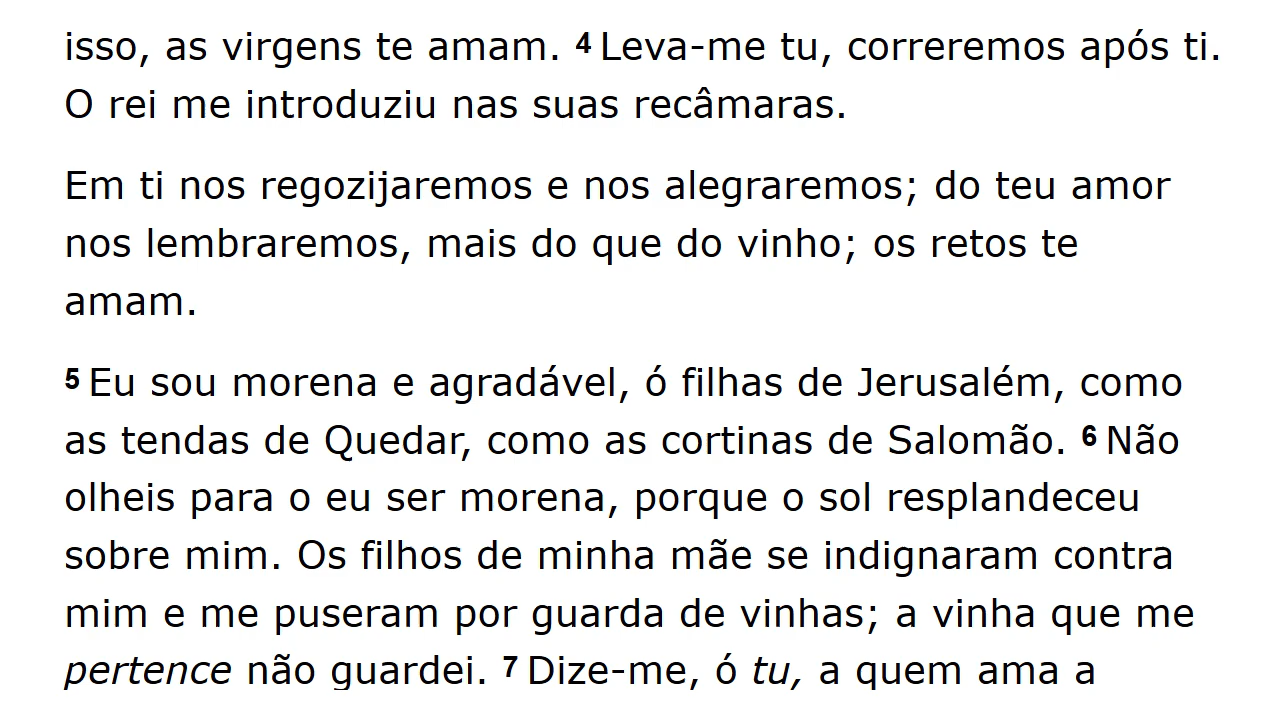 isso, as virgens te amam. 4 Leva-me tu, correremos após ti.
O rei me introduziu nas suas recâmaras.
Em ti nos regozijaremos e nos alegraremos; do teu amor
nos lembraremos, mais do que do vinho; os retos te
amam.
5 Eu sou morena e agradável, ó filhas de Jerusalém, como
as tendas de Quedar, como as cortinas de Salomão. 6 Não
olheis para o eu ser morena, porque o sol resplandeceu
sobre mim. Os filhos de minha mãe se indignaram contra
mim e me puseram por guarda de vinhas; a vinha que me
pertence não guardei. 7 Dize-me, ó tu, a quem ama a